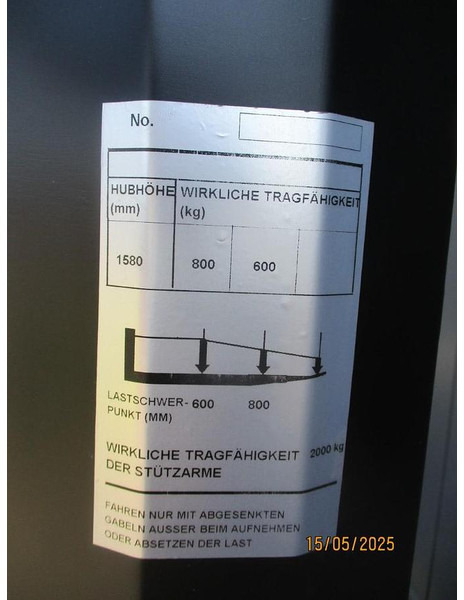 No.
HUBHÖHE WIRKLICHE TRAGFÄHIGKEIT
(mm) (kg)
1580 800 600
LASTSCHWER- 600 800
PUNKT (MM)
WIRKLICHE TRAGFÄHIGKEIT 2000 kg
DER STÜTZARME
FAHREN NUR MIT ABGESENKTEN
GABELN AUSSER BEIM AUFNEHMEN
ODER ABSETZEN DER LAST
15/05/2025